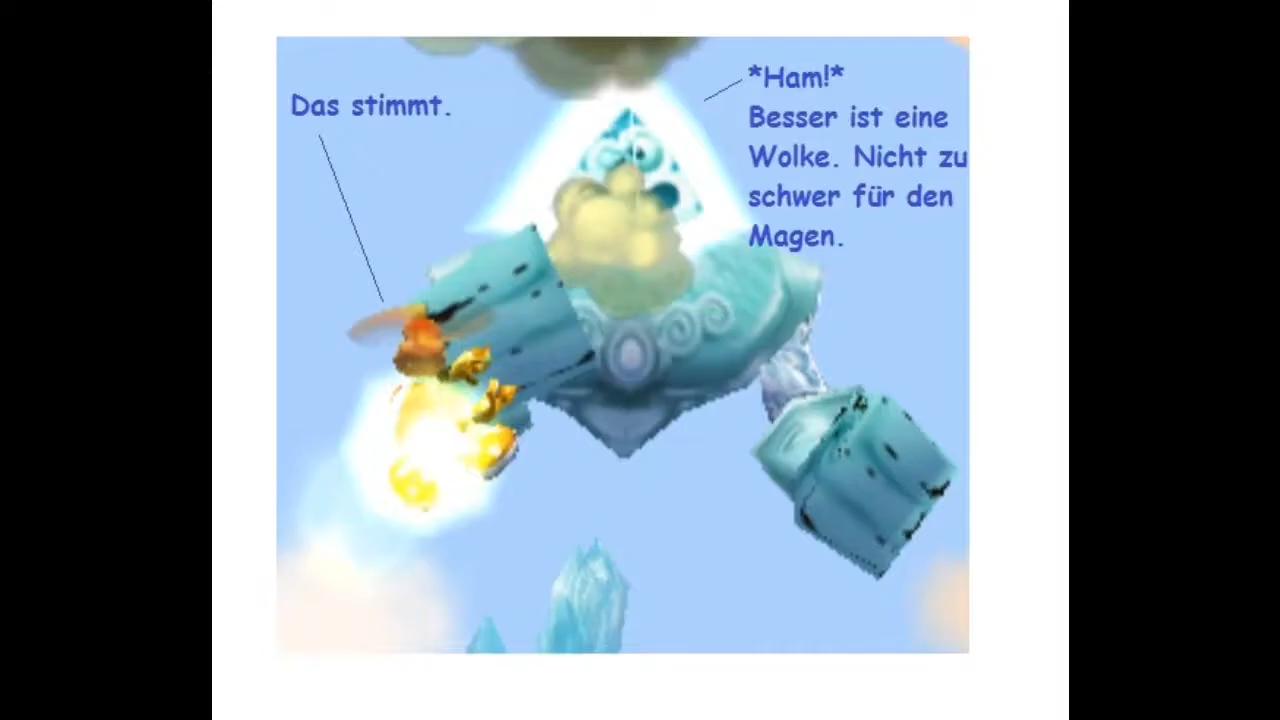 Das stimmt.
*Ham!*
Besser ist eine
Wolke. Nicht zu
schwer für den
Magen.